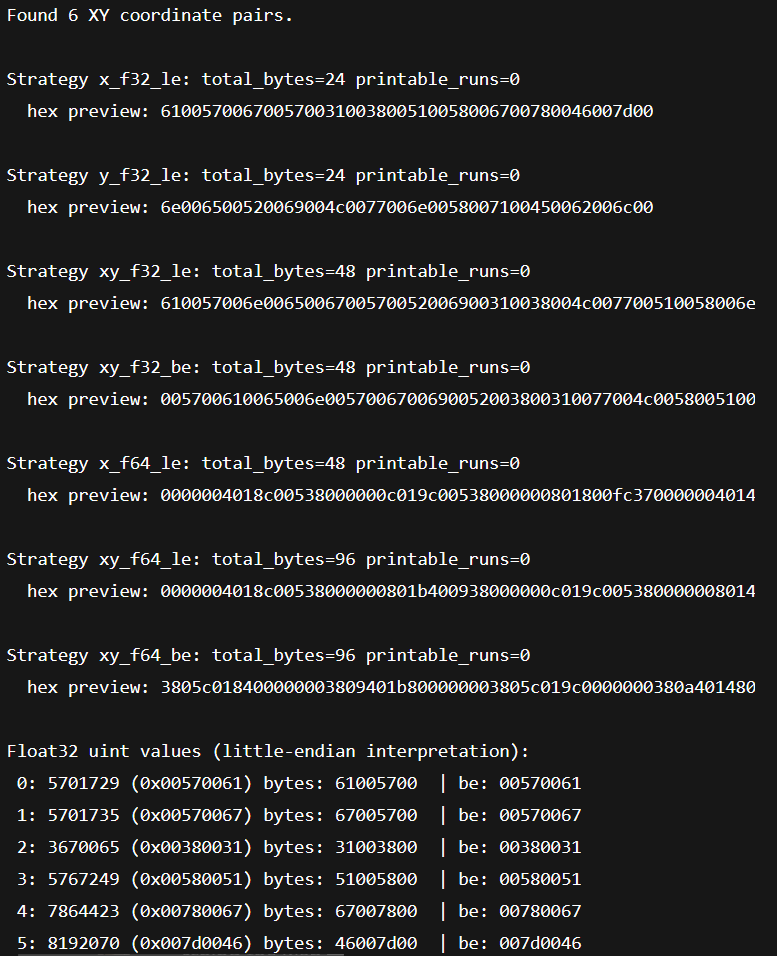 Found 6 XY coordinate pairs.
Strategy x_f32_le: total_bytes=24 printable_runs=0
hex preview: 610057006700570031003800510058006700780046007d00
Strategy y_f32_le: total_bytes=24 printable_runs=0
hex preview: 6e006500520069004c0077006e0058007100450062006c00
Strategy xy_f32_le: total_bytes=48 printable_runs=0
hex preview: 610057006e0065006700570052006900310038004c007700510058006e
Strategy xy_f32_be: total_bytes=48 printable_runs=0
hex preview: 005700610065006e0057006700690052003800310077004c0058005100
Strategy x_f64_le: total_bytes=48 printable_runs=0
hex preview: 0000004018c00538000000c019c00538000000801800fc370000004014
Strategy xy_f64_le: total_bytes=96 printable_runs=0
hex preview: 0000004018c00538000000801b400938000000c019c005380000008014
Strategy xy_f64_be: total_bytes=96 printable_runs=0
hex preview: 3805c018400000003809401b800000003805c019c0000000380a401480
Float32 uint values (little-endian interpretation):
0: 5701729 (0x00570061) bytes: 61005700 | be: 00570061
1: 5701735 (0x00570067) bytes: 67005700 | be: 00570067
2: 3670065 (0x00380031) bytes: 31003800 | be: 00380031
3: 5767249 (0x00580051) bytes: 51005800 | be: 00580051
4: 7864423 (0x00780067) bytes: 67007800 | be: 00780067
5: 8192070 (0x007d0046) bytes: 46007d00 | be: 007d0046